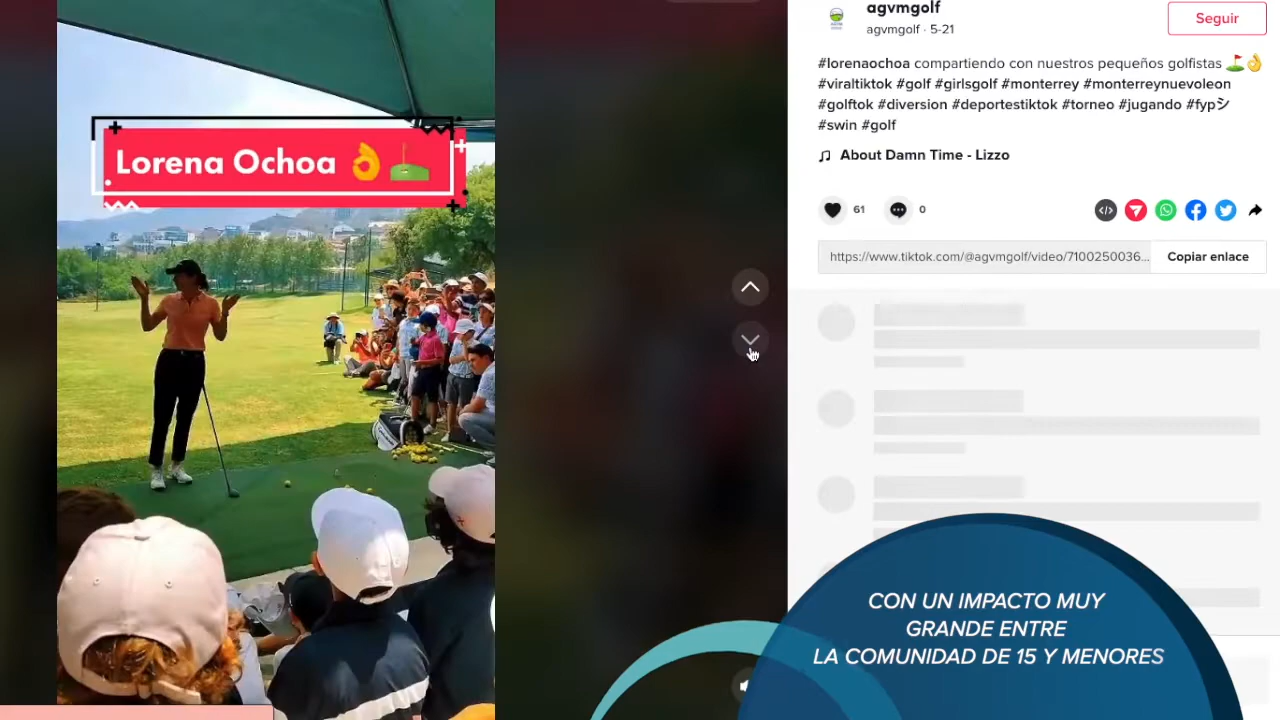 Lorena Ochoa 👌⛳
agvmgolf
agvmgolf · 5-21
Seguir
#lorenaochoa compartiendo con nuestros pequeños golfistas ⛳👌
#viraltiktok #golf #girlsgolf #monterrey #monterreynuevoleon
#golftok #diversion #deportestiktok #torneo #jugando #fypシ
#swin #golf
♫ About Damn Time - Lizzo
61
0
https://www.tiktok.com/@agvmgolf/video/7100250036...
Copiar enlace
CON UN IMPACTO MUY
GRANDE ENTRE
LA COMUNIDAD DE 15 Y MENORES